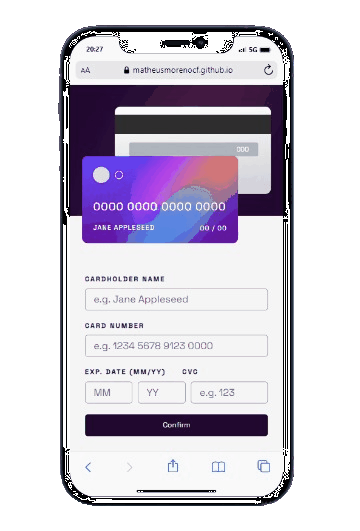 20:27
5G
AA matheusmorenocf.github.io
000
0000 0000 0000 0000
JANE APPLESEED 00 / 00
CARDHOLDER NAME
e.g. Jane Appleseed
CARD NUMBER
e.g. 1234 5678 9123 0000
EXP. DATE (MM/YY) CVC
MM YY e.g. 123
Confirm